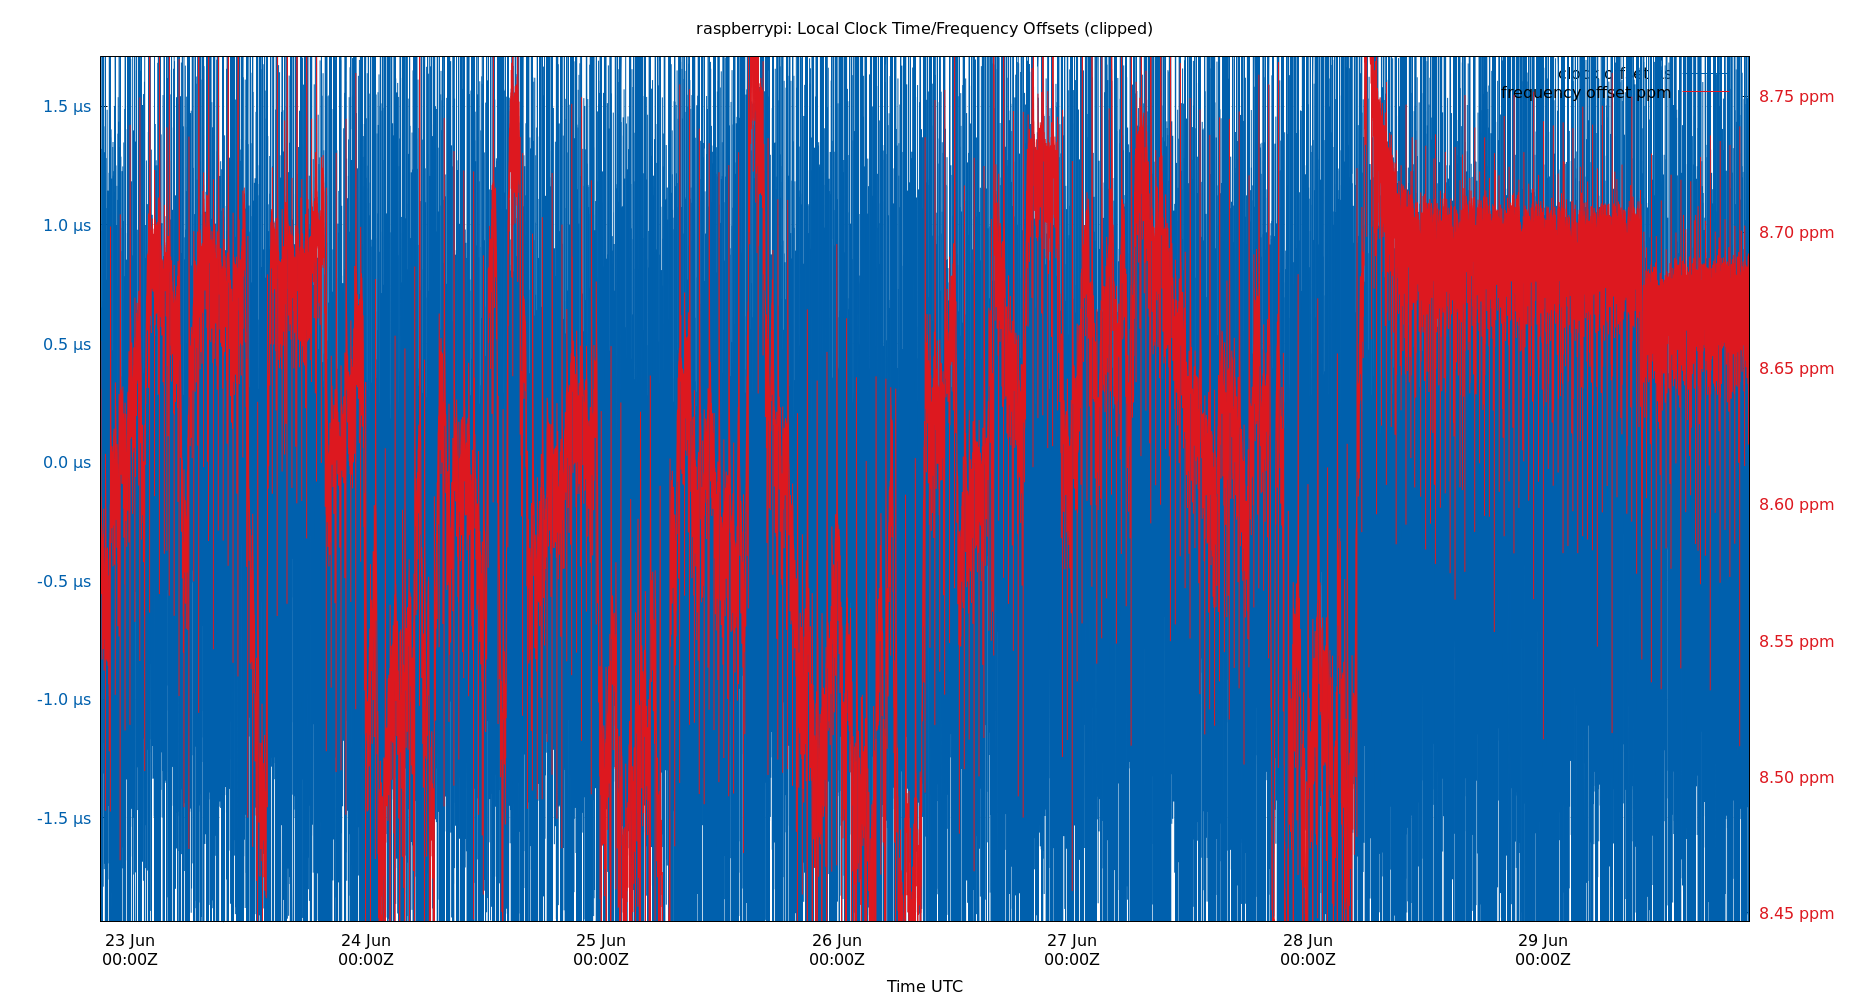 raspberrypi: Local Clock Time/Frequency Offsets (clipped)
clock offset
frequency offset ppm
1.5 µs
1.0 µs
0.5 µs
0.0 µs
-0.5 µs
-1.0 µs
-1.5 µs
8.75 ppm
8.70 ppm
8.65 ppm
8.60 ppm
8.55 ppm
8.50 ppm
8.45 ppm
23 Jun 24 Jun 25 Jun 26 Jun 27 Jun 28 Jun 29 Jun
00:00Z 00:00Z 00:00Z 00:00Z 00:00Z 00:00Z 00:00Z
Time UTC